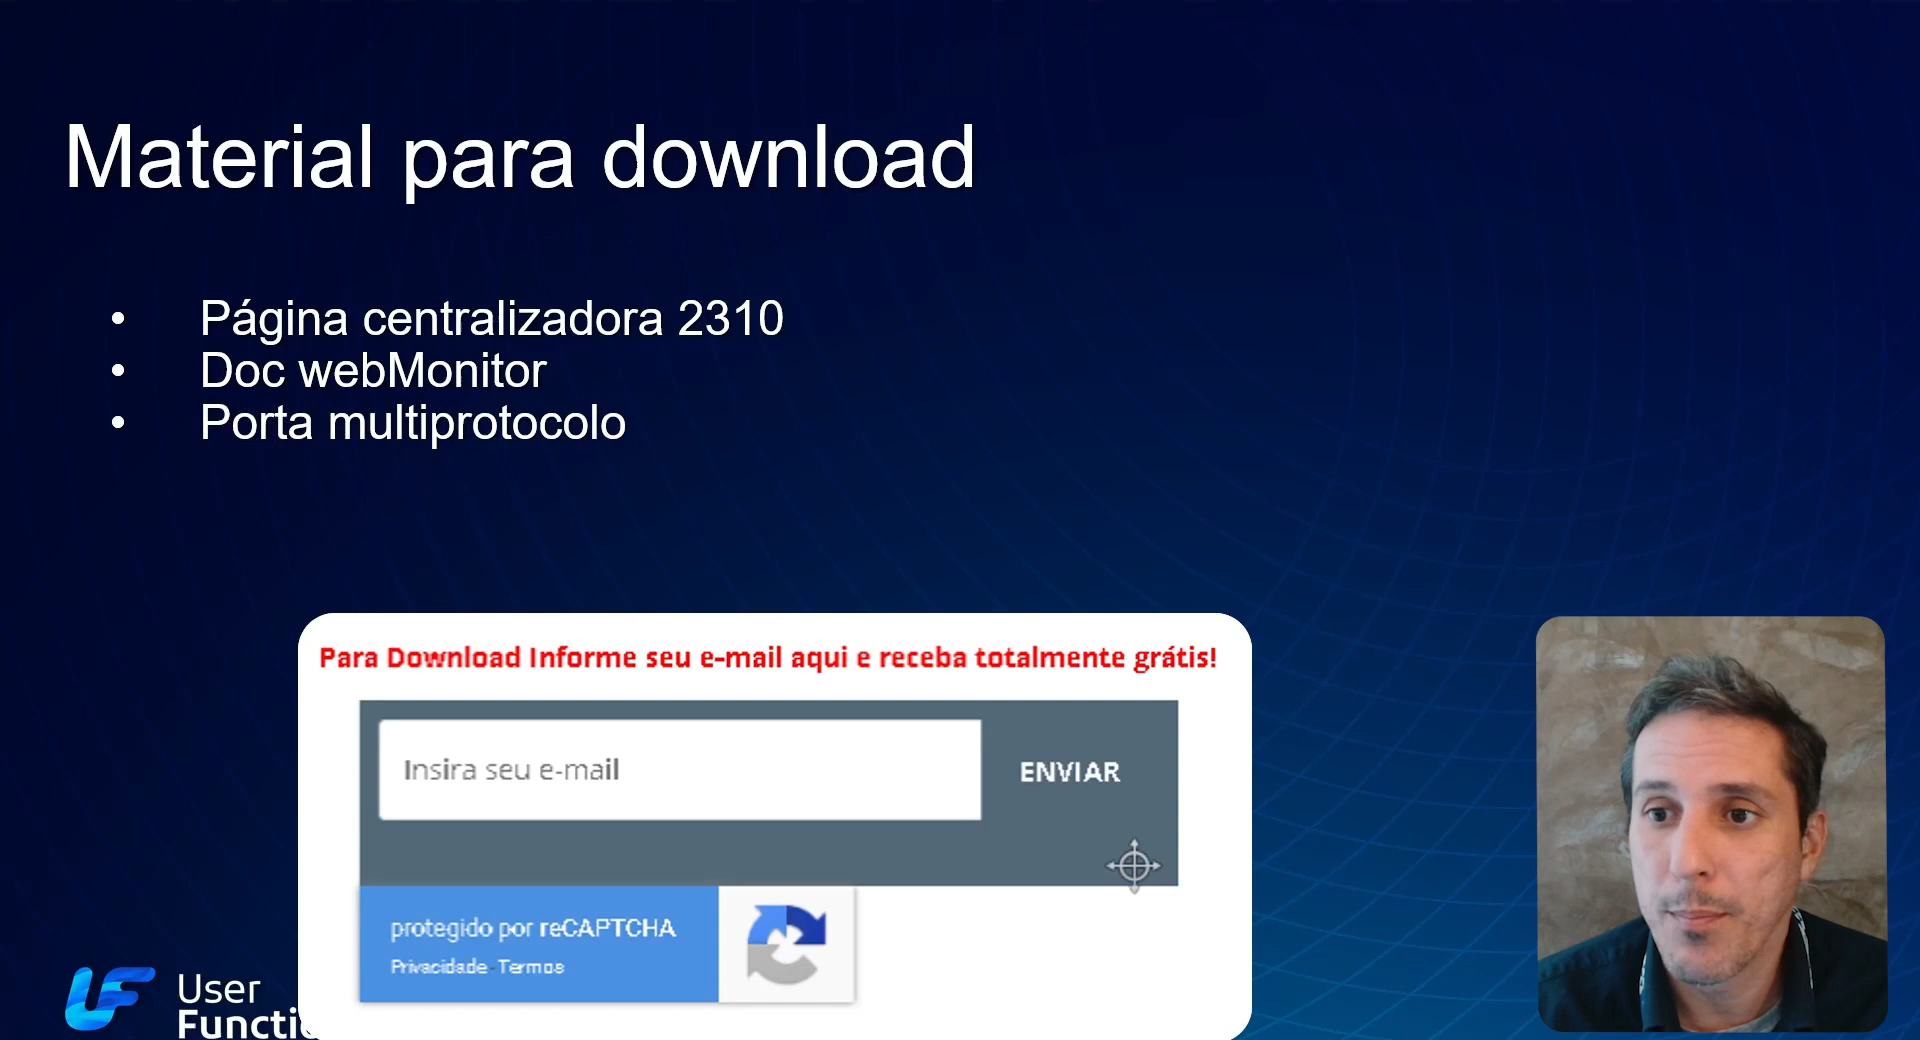 Material para download
• Página centralizadora 2310
• Doc webMonitor
• Porta multiprotocolo
Para Download Informe seu e-mail aqui e receba totalmente grátis!
Insira seu e-mail
ENVIAR
protegido por reCAPTCHA
Privacidade - Termos
User
Functi